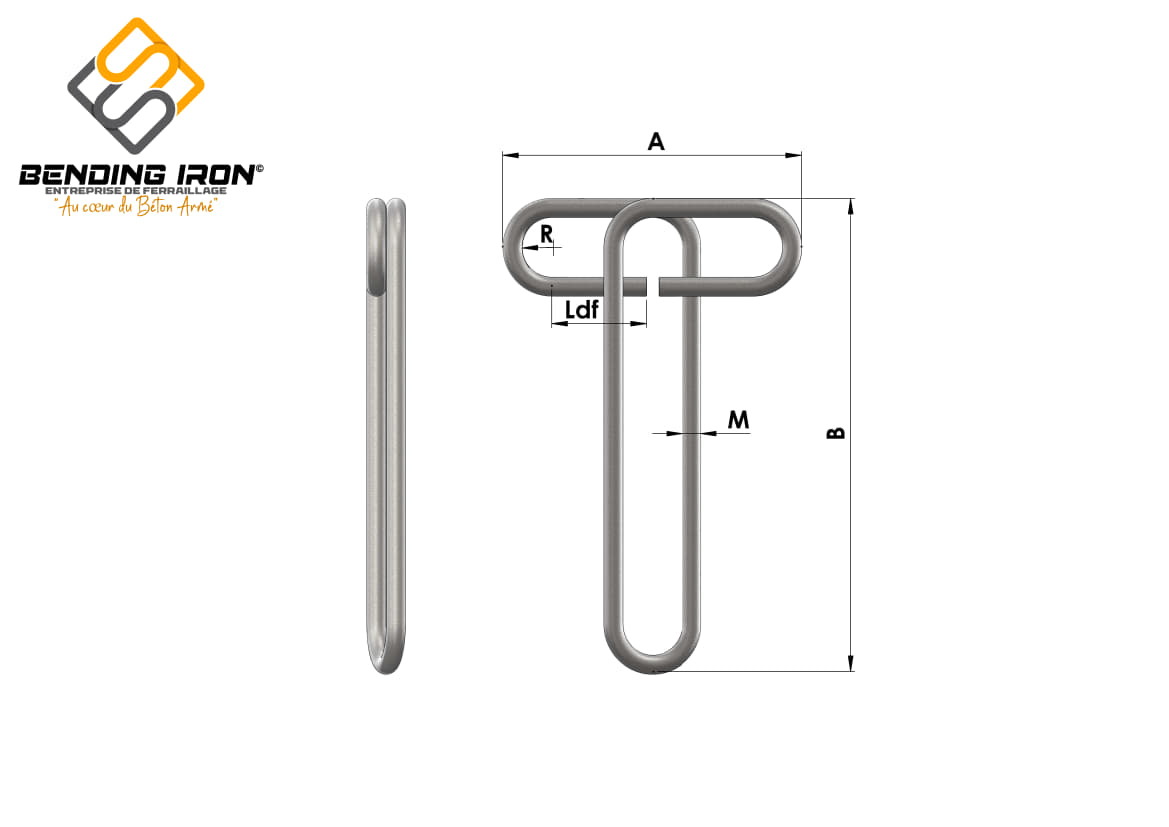 BENDING IRON©
ENTREPRISE DE FERRAILLAGE
"Au cœur du Béton Armé"
A
R
Ldf
M
B